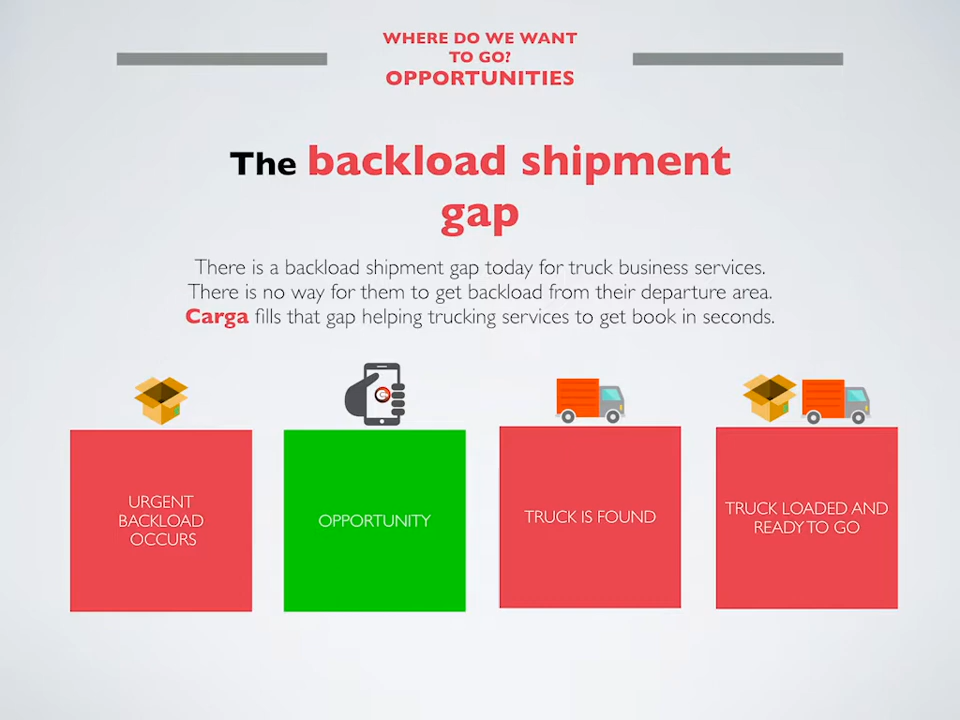 WHERE DO WE WANT
TO GO?
OPPORTUNITIES
The backload shipment
gap
There is a backload shipment gap today for truck business services.
There is no way for them to get backload from their departure area.
Carga fills that gap helping trucking services to get book in seconds.
URGENT
BACKLOAD
OCCURS
OPPORTUNITY
TRUCK IS FOUND
TRUCK LOADED AND
READY TO GO